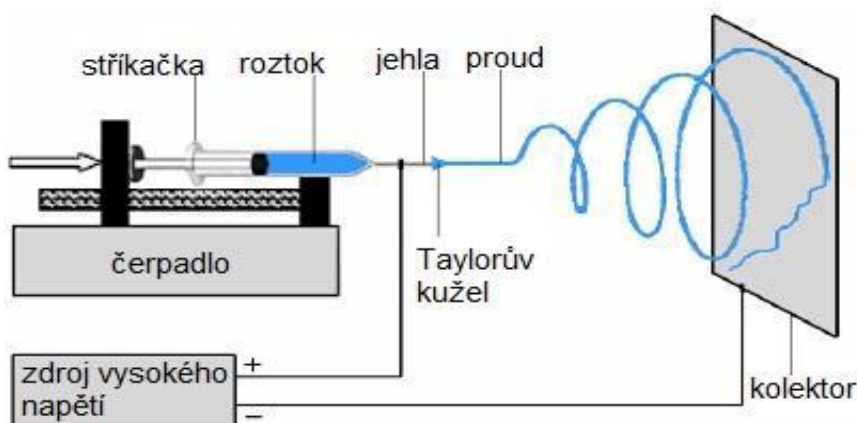 stříkačka
roztok
jehla
proud
čerpadlo
Taylorův
kužel
zdroj vysokého
napětí
+
–
kolektor